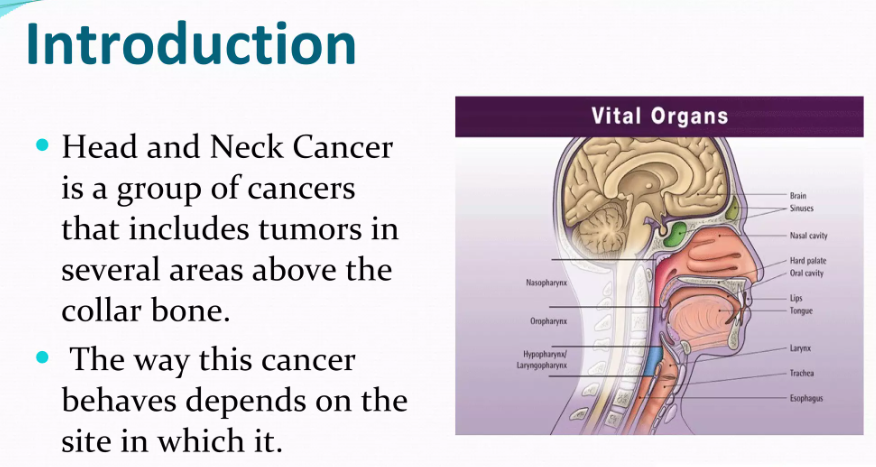 Introduction
• Head and Neck Cancer
is a group of cancers
that includes tumors in
several areas above the
collar bone.
• The way this cancer
behaves depends on the
site in which it.
Vital Organs
Brain
Sinuses
Nasal cavity
Hard palate
Oral cavity
Lips
Tongue
Larynx
Trachea
Esophagus
Nasopharynx
Oropharynx
Hypopharynx/
Laryngopharynx